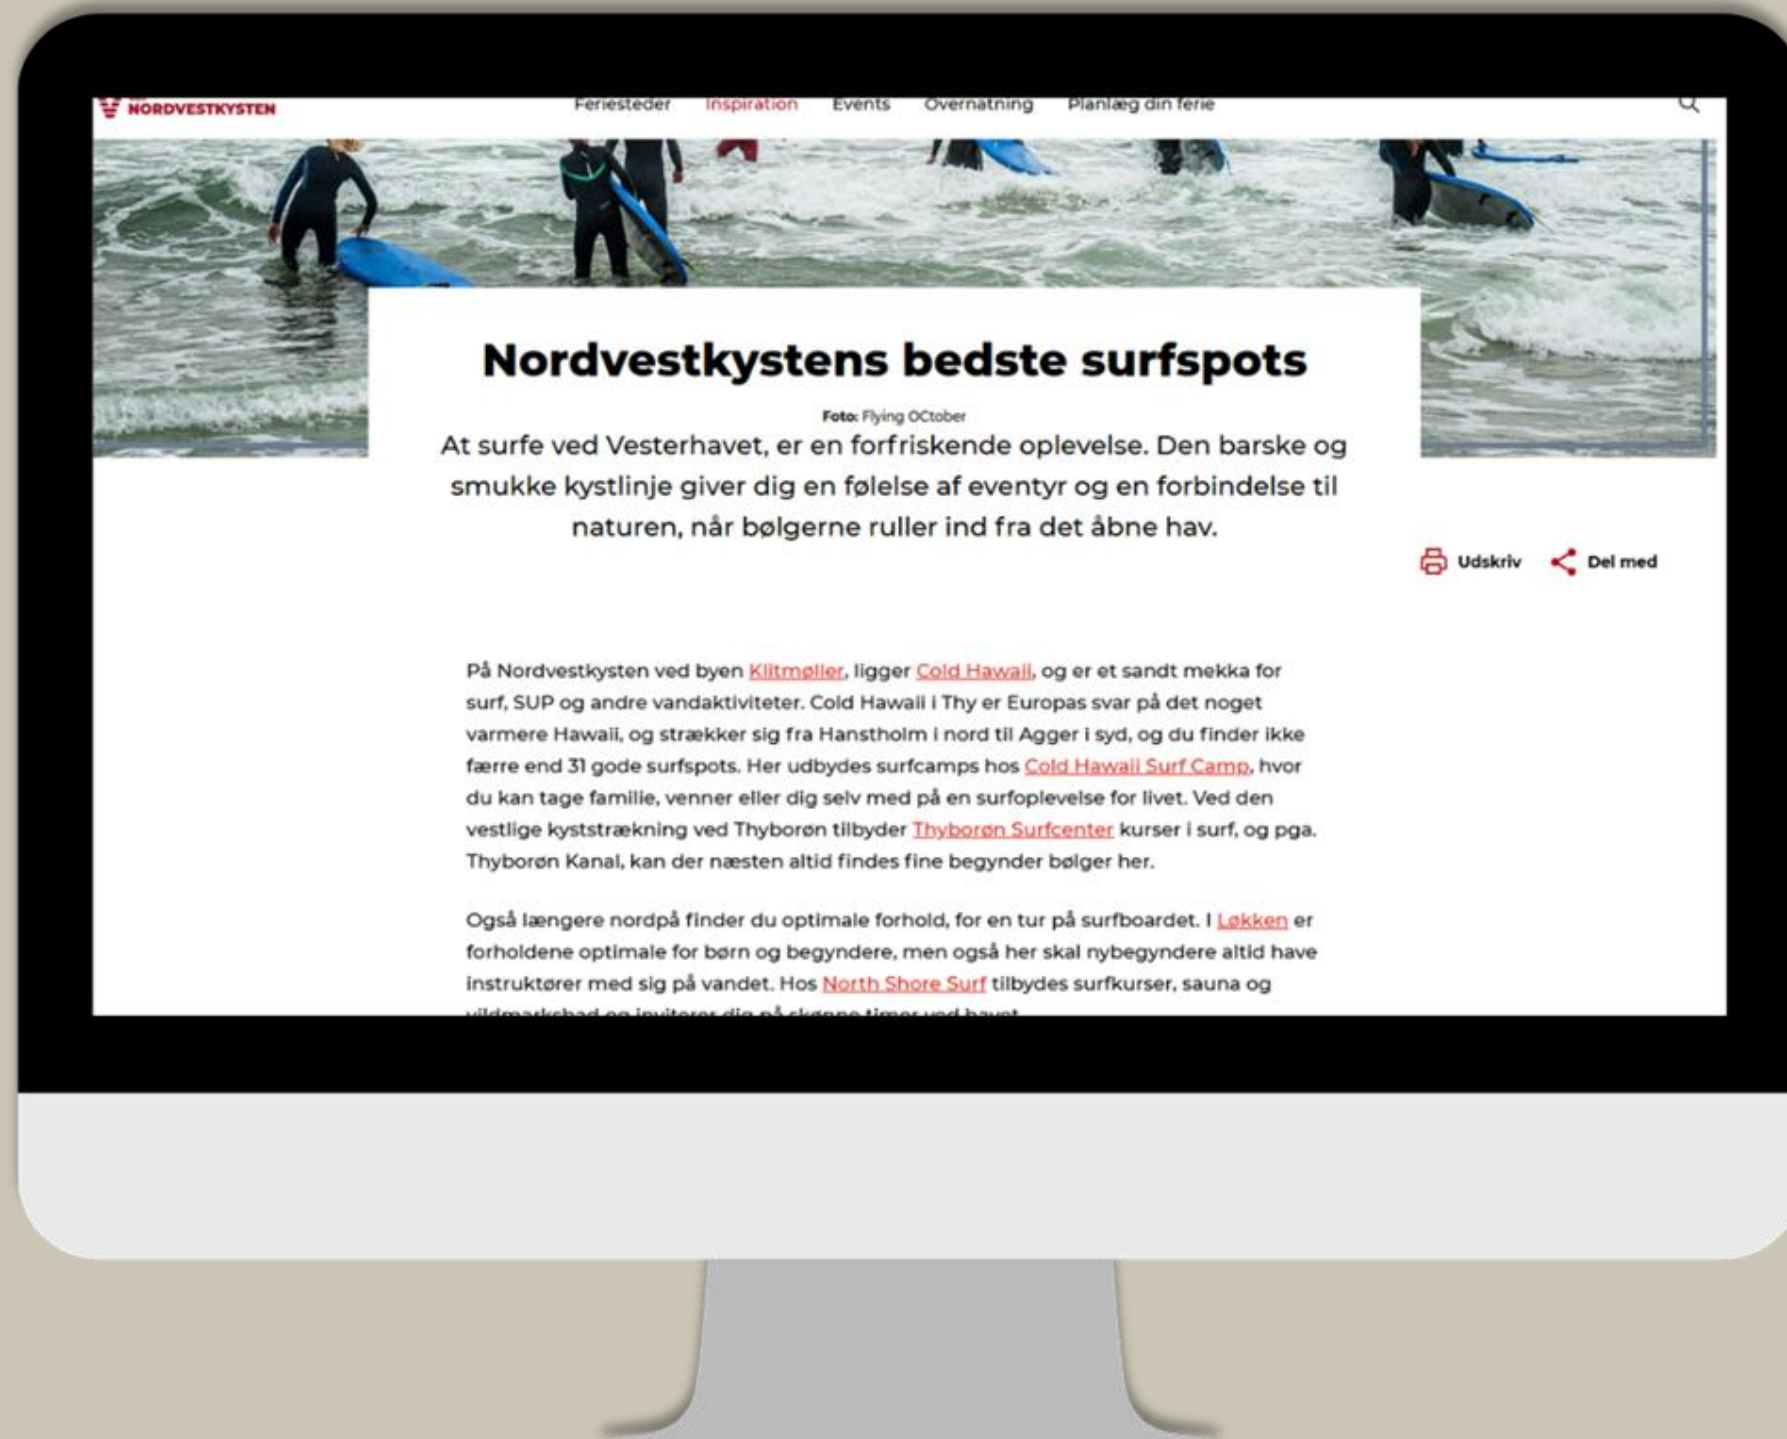 NORDVESTKYSTEN
Feriesteder Inspiration Events Overnatning Planlæg din ferie
Nordvestkystens bedste surfspots
Foto: Flying OCtober
At surfe ved Vesterhavet, er en forfriskende oplevelse. Den barske og
smukke kystlinje giver dig en følelse af eventyr og en forbindelse til
naturen, når bølgerne ruller ind fra det åbne hav.
Udskriv Del med
På Nordvestkysten ved byen Klitmøller, ligger Cold Hawaii, og er et sandt mekka for
surf, SUP og andre vandaktiviteter. Cold Hawaii i Thy er Europas svar på det noget
varmere Hawaii, og strækker sig fra Hanstholm i nord til Agger i syd, og du finder ikke
færre end 31 gode surfspots. Her udbydes surfcamps hos Cold Hawaii Surf Camp, hvor
du kan tage familie, venner eller dig selv med på en surfoplevelse for livet. Ved den
vestlige kyststrækning ved Thyborøn tilbyder Thyborøn Surfcenter kurser i surf, og pga.
Thyborøn Kanal, kan der næsten altid findes fine begynder bølger her.
Også længere nordpå finder du optimale forhold, for en tur på surfboardet. I Løkken er
forholdene optimale for børn og begyndere, men også her skal nybegyndere altid have
instruktører med sig på vandet. Hos North Shore Surf tilbydes surfkurser, sauna og
vildmarksbad og inviterer dig på skønne timer ved havet